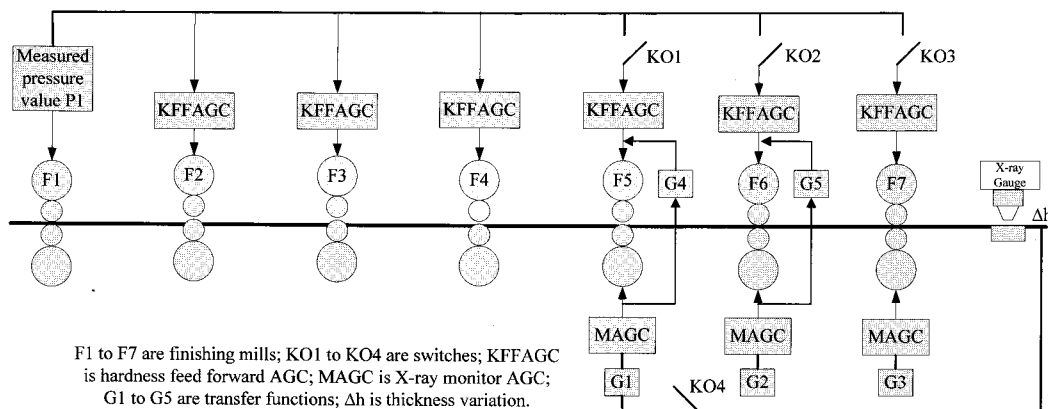 Measured
pressure
value P1
KO1
KO2
KO3
KFFAGC
KFFAGC
KFFAGC
KFFAGC
KFFAGC
KFFAGC
F1
F2
F3
F4
F5
G4
F6
G5
F7
X-ray
Gauge
Δh
MAGC
MAGC
MAGC
G1
KO4
G2
G3
F1 to F7 are finishing mills; KO1 to KO4 are switches; KFFAGC
is hardness feed forward AGC; MAGC is X-ray monitor AGC;
G1 to G5 are transfer functions; Δh is thickness variation.